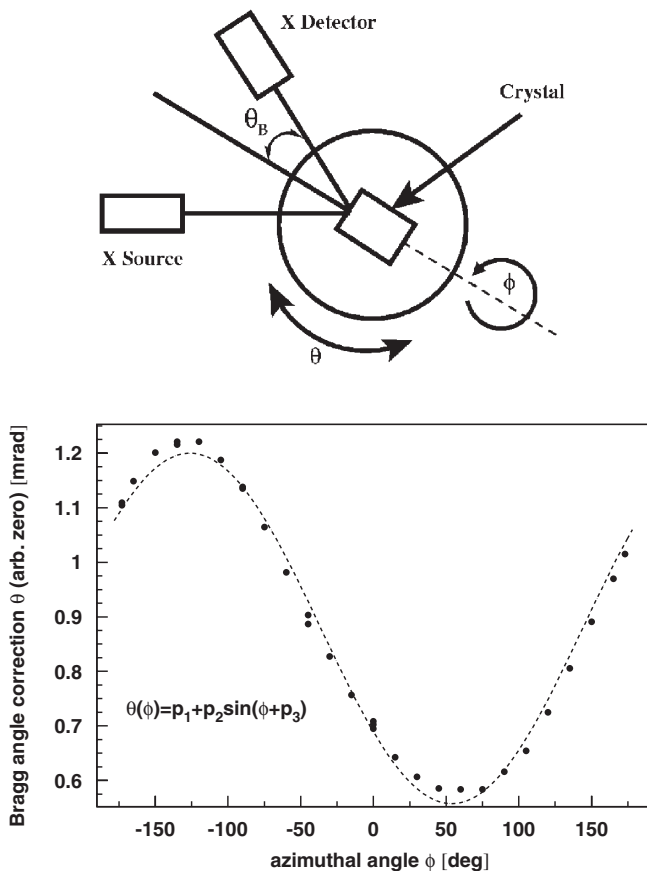 X Detector
Crystal
θB
X Source
ϕ
θ
Bragg angle correction θ (arb. zero) [mrad]
1.2
1.1
1
0.9
0.8
0.7
0.6
θ(ϕ)=p1+p2sin(ϕ+p3)
-150 -100 -50 0 50 100 150
azimuthal angle ϕ [deg]